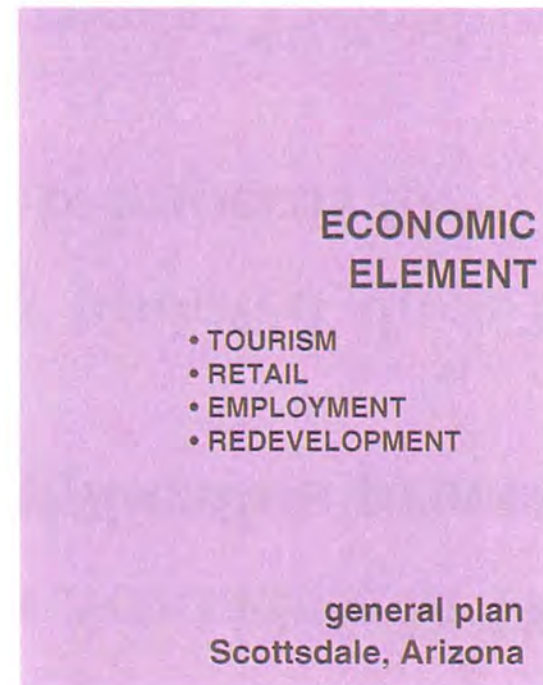 ECONOMIC
ELEMENT
• TOURISM
• RETAIL
• EMPLOYMENT
• REDEVELOPMENT
general plan
Scottsdale, Arizona